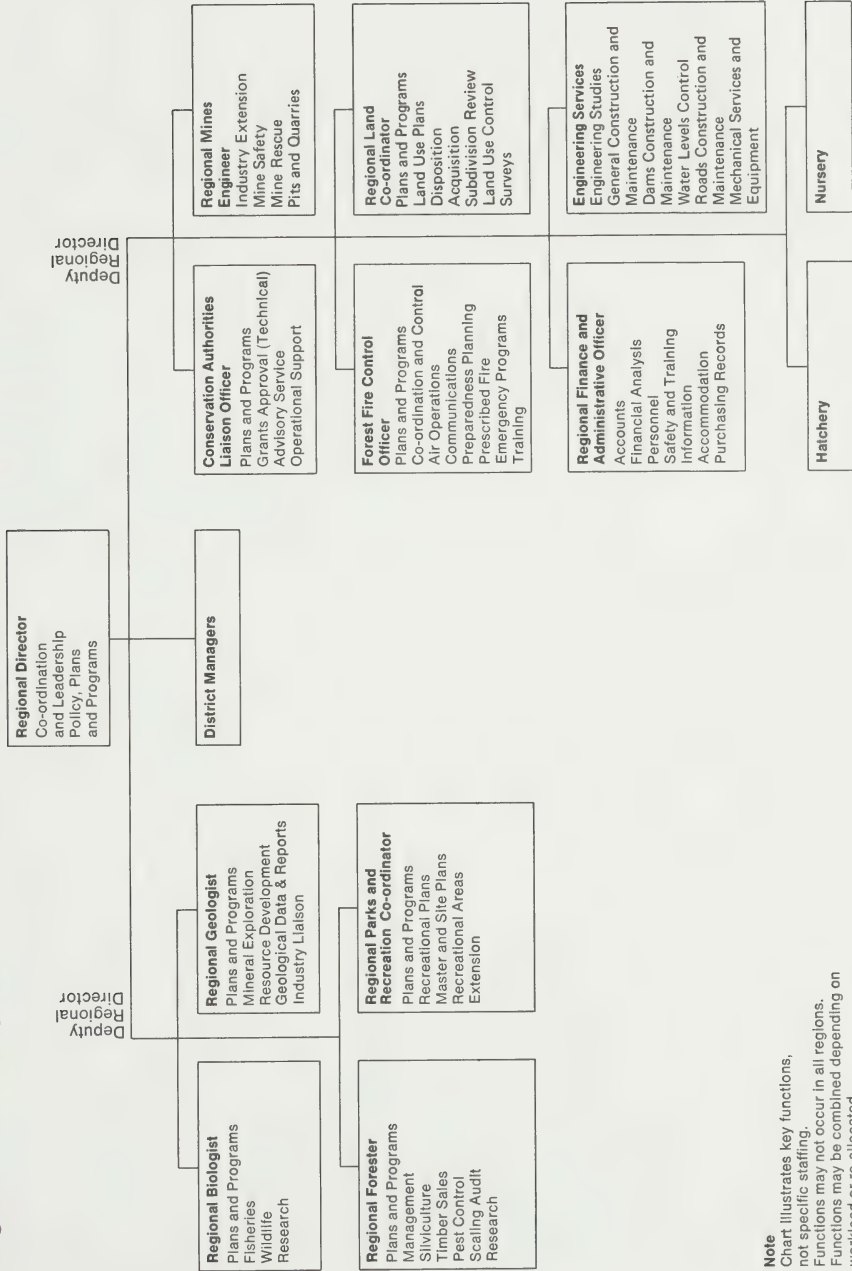 Regional Director
Co-ordination
and Leadership
Policy, Plans
and Programs
District Managers
Deputy
Regional
Director
Regional Biologist
Plans and Programs
Fisheries
Wildlife
Research
Regional Geologist
Plans and Programs
Mineral Exploration
Resource Development
Geological Data & Reports
Industry Liaison
Regional Forester
Plans and Programs
Management
Silviculture
Timber Sales
Pest Control
Scaling Audit
Research
Regional Parks and
Recreation Co-ordinator
Plans and Programs
Recreational Plans
Master and Site Plans
Recreational Areas
Extension
Deputy
Regional
Director
Conservation Authorities
Liaison Officer
Plans and Programs
Grants Approval (Technical)
Advisory Service
Operational Support
Regional Mines
Engineer
Industry Extension
Mine Safety
Mine Rescue
Pits and Quarries
Forest Fire Control
Officer
Plans and Programs
Co-ordination and Control
Air Operations
Communications
Preparedness Planning
Prescribed Fire
Emergency Programs
Training
Regional Land
Co-ordinator
Plans and Programs
Land Use Plans
Disposition
Acquisition
Subdivision Review
Land Use Control
Surveys
Regional Finance and
Administrative Officer
Accounts
Financial Analysis
Personnel
Safety and Training
Information
Accommodation
Purchasing Records
Engineering Services
Engineering Studies
General Construction and
Maintenance
Dams Construction and
Maintenance
Water Levels Control
Roads Construction and
Maintenance
Mechanical Services and
Equipment
Hatchery
Nursery
Note
Chart illustrates key functions,
not specific staffing.
Functions may not occur in all regions.
Functions may be combined depending on
workload or re-allocated